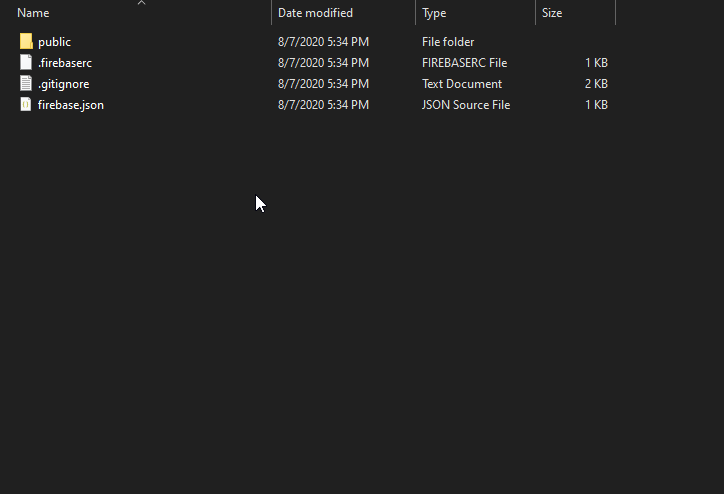 Name Date modified Type Size
public 8/7/2020 5:34 PM File folder
.firebaserc 8/7/2020 5:34 PM FIREBASERC File 1 KB
.gitignore 8/7/2020 5:34 PM Text Document 2 KB
firebase.json 8/7/2020 5:34 PM JSON Source File 1 KB